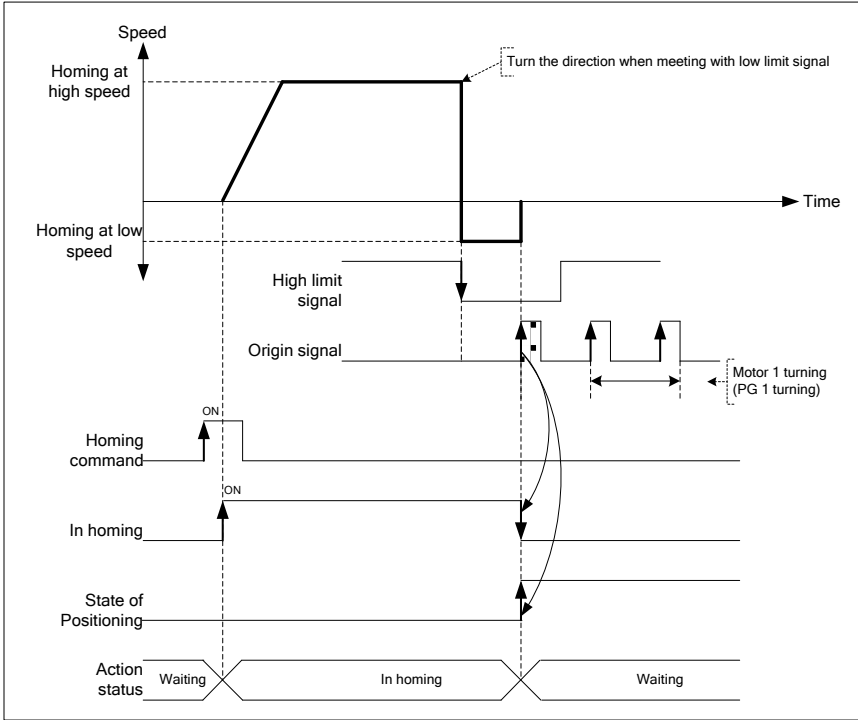 Speed
Homing at
high speed
Turn the direction when meeting with low limit signal
Time
Homing at low
speed
High limit
signal
Origin signal
Motor 1 turning
(PG 1 turning)
ON
Homing
command
ON
In homing
State of
Positioning
Action
status
Waiting
In homing
Waiting